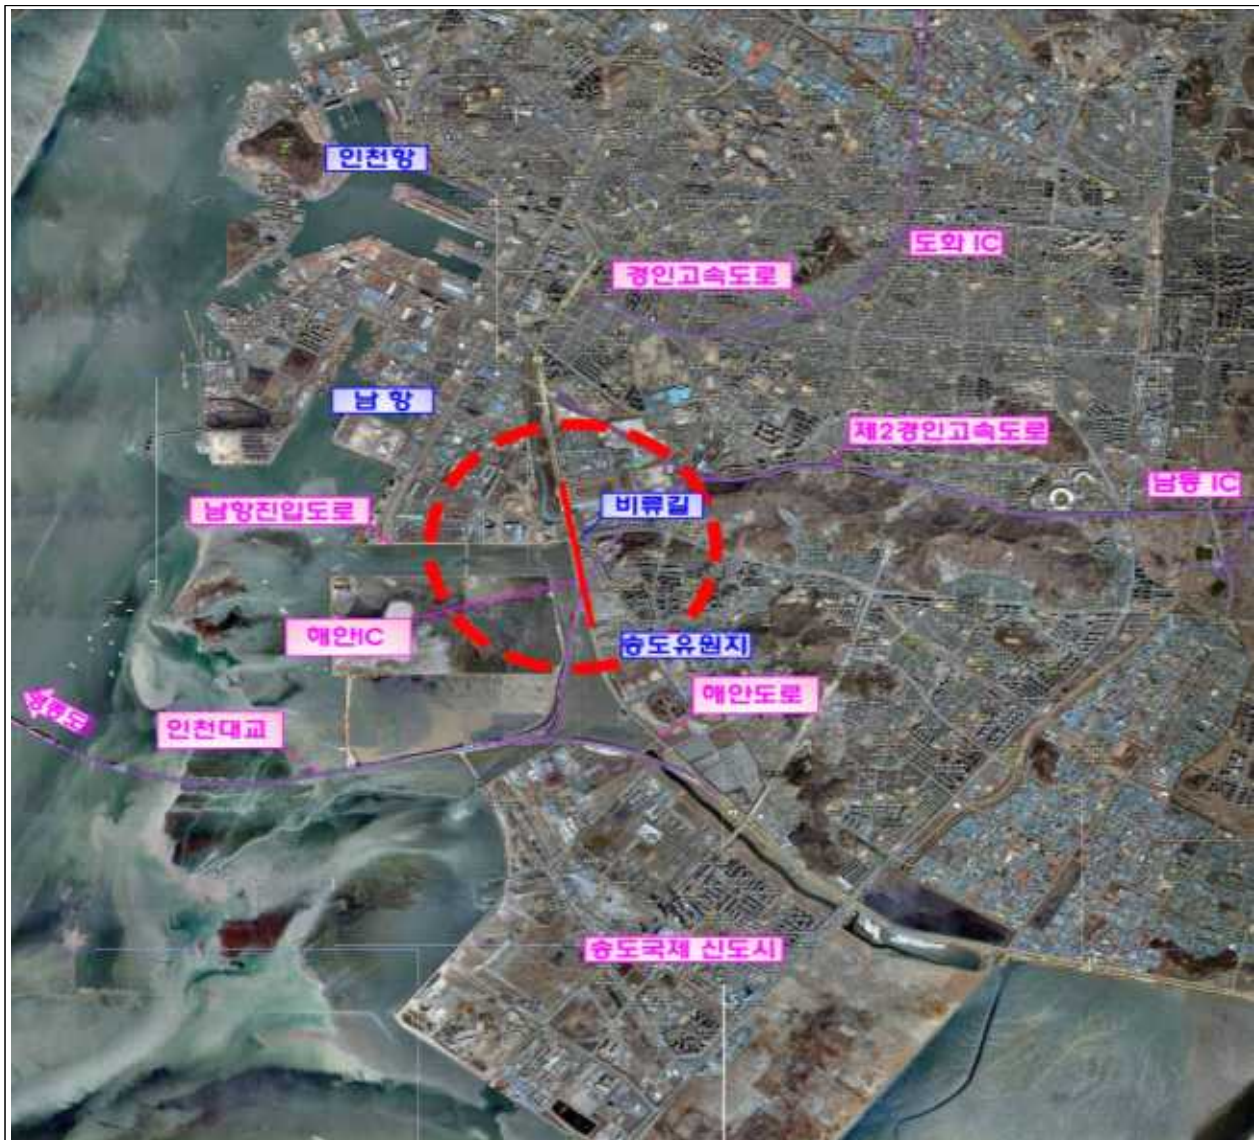 인천항
도화 IC
경인고속도로
남 항
제2경인고속도로
남동 IC
비류길
남항진입도로
해안IC
송도유원지
해안도로
영종도
인천대교
송도국제 신도시